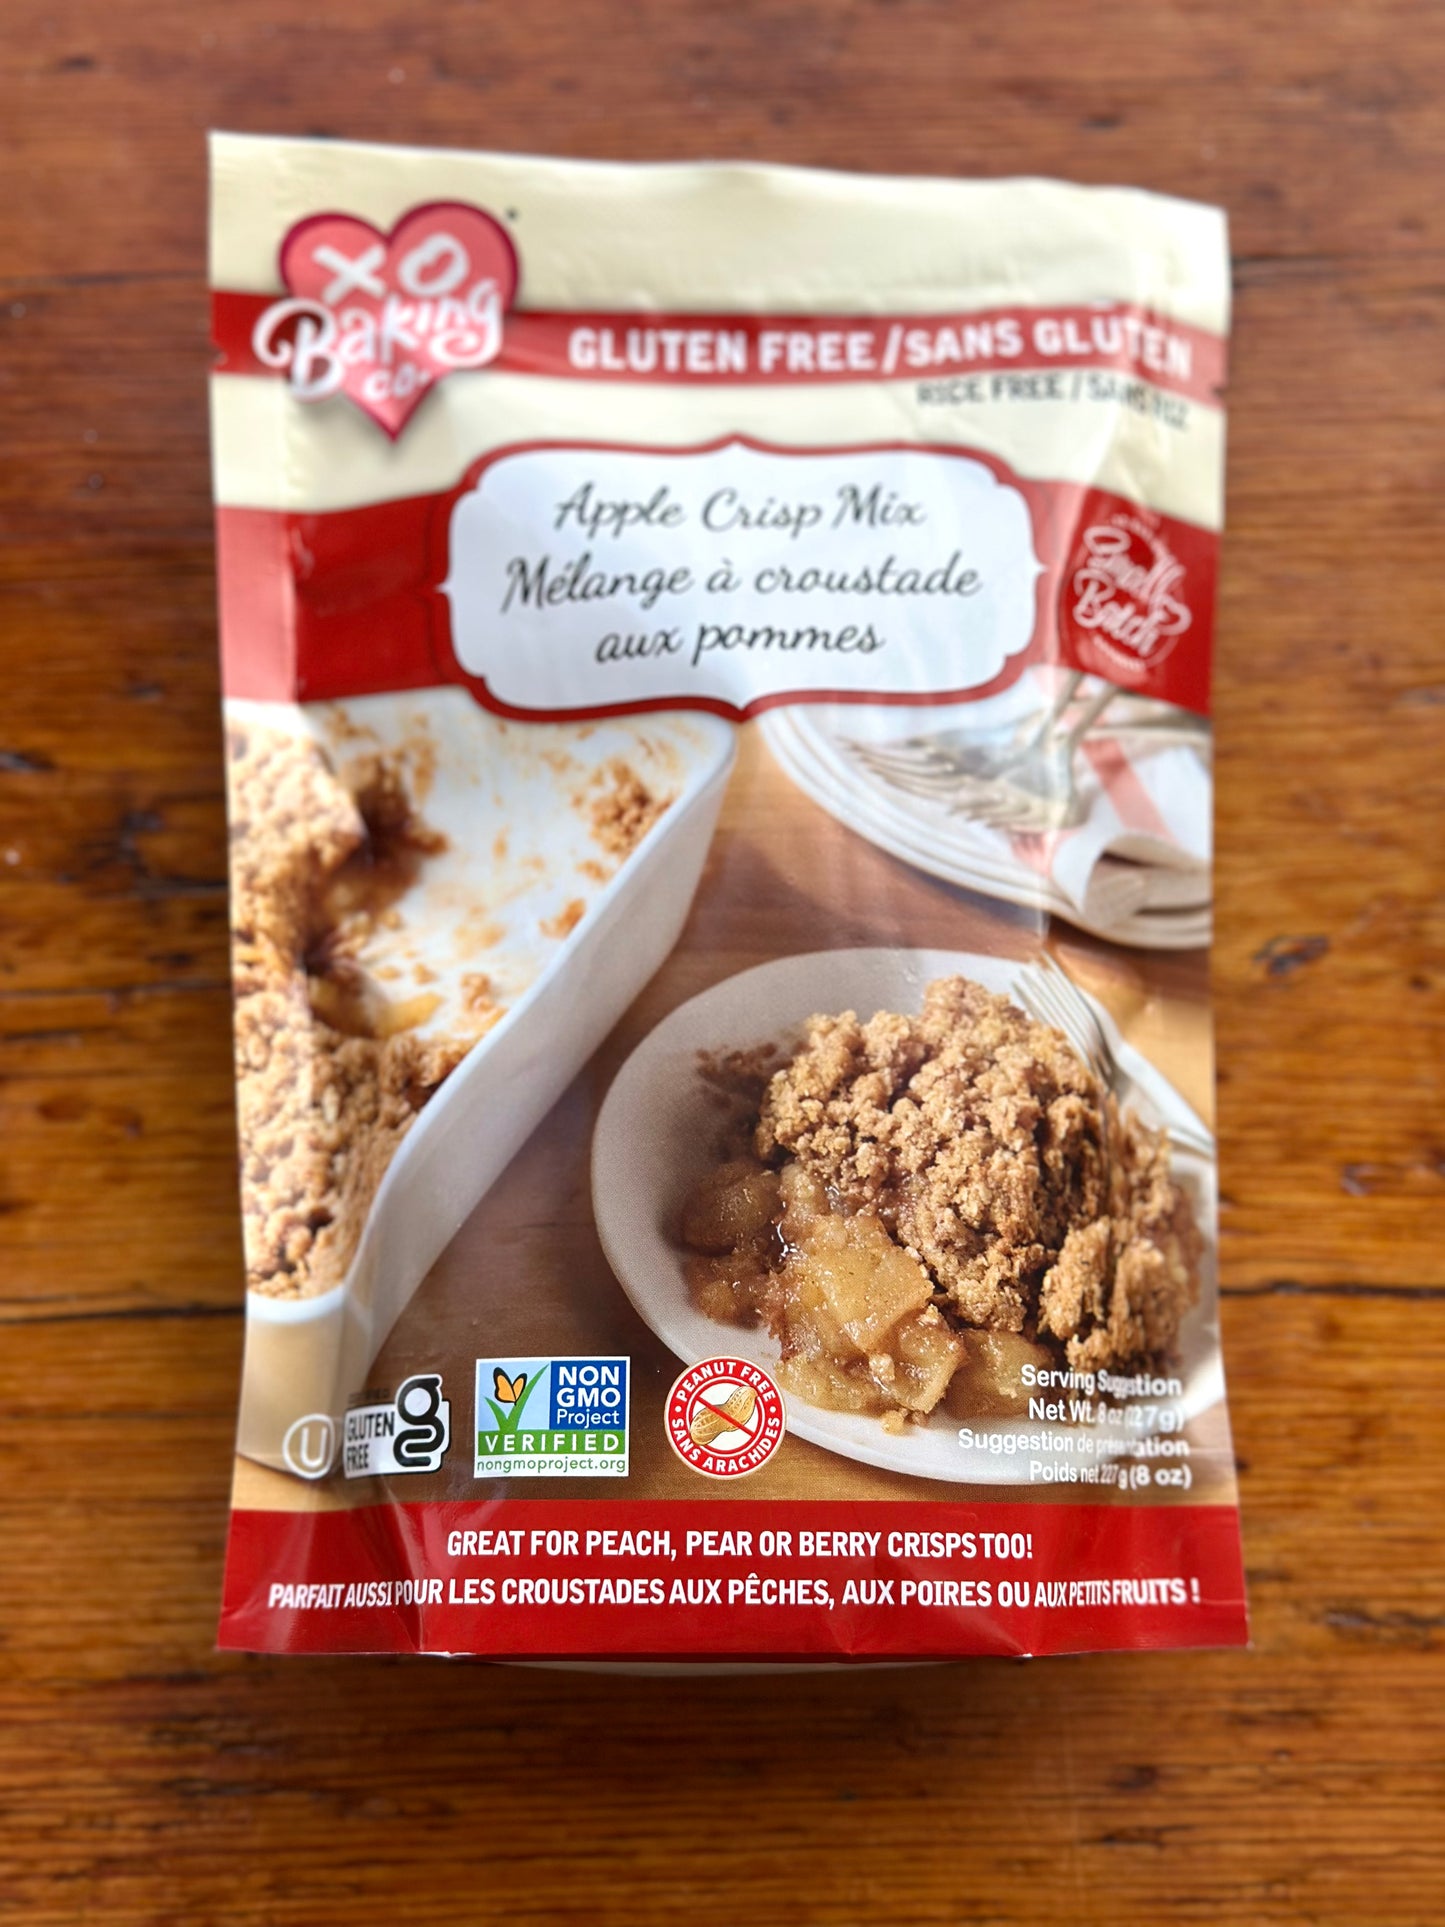 XO
Baking
CO.
GLUTEN FREE/SANS GLUTEN
RICE FREE / SANS RIZ
Apple Crisp Mix
Mélange à croustade
aux pommes
Small
Batch
U
GLUTEN
FREE
NON
GMO
Project
VERIFIED
nongmoproject.org
PEANUT FREE
SANS ARACHIDES
Serving Suggestion
Net Wt. 8 oz (227g)
Suggestion de présentation
Poids net 227g (8 oz)
GREAT FOR PEACH, PEAR OR BERRY CRISPS TOO!
PARFAIT AUSSI POUR LES CROUSTADES AUX PÊCHES, AUX POIRES OU AUX PETITS FRUITS !